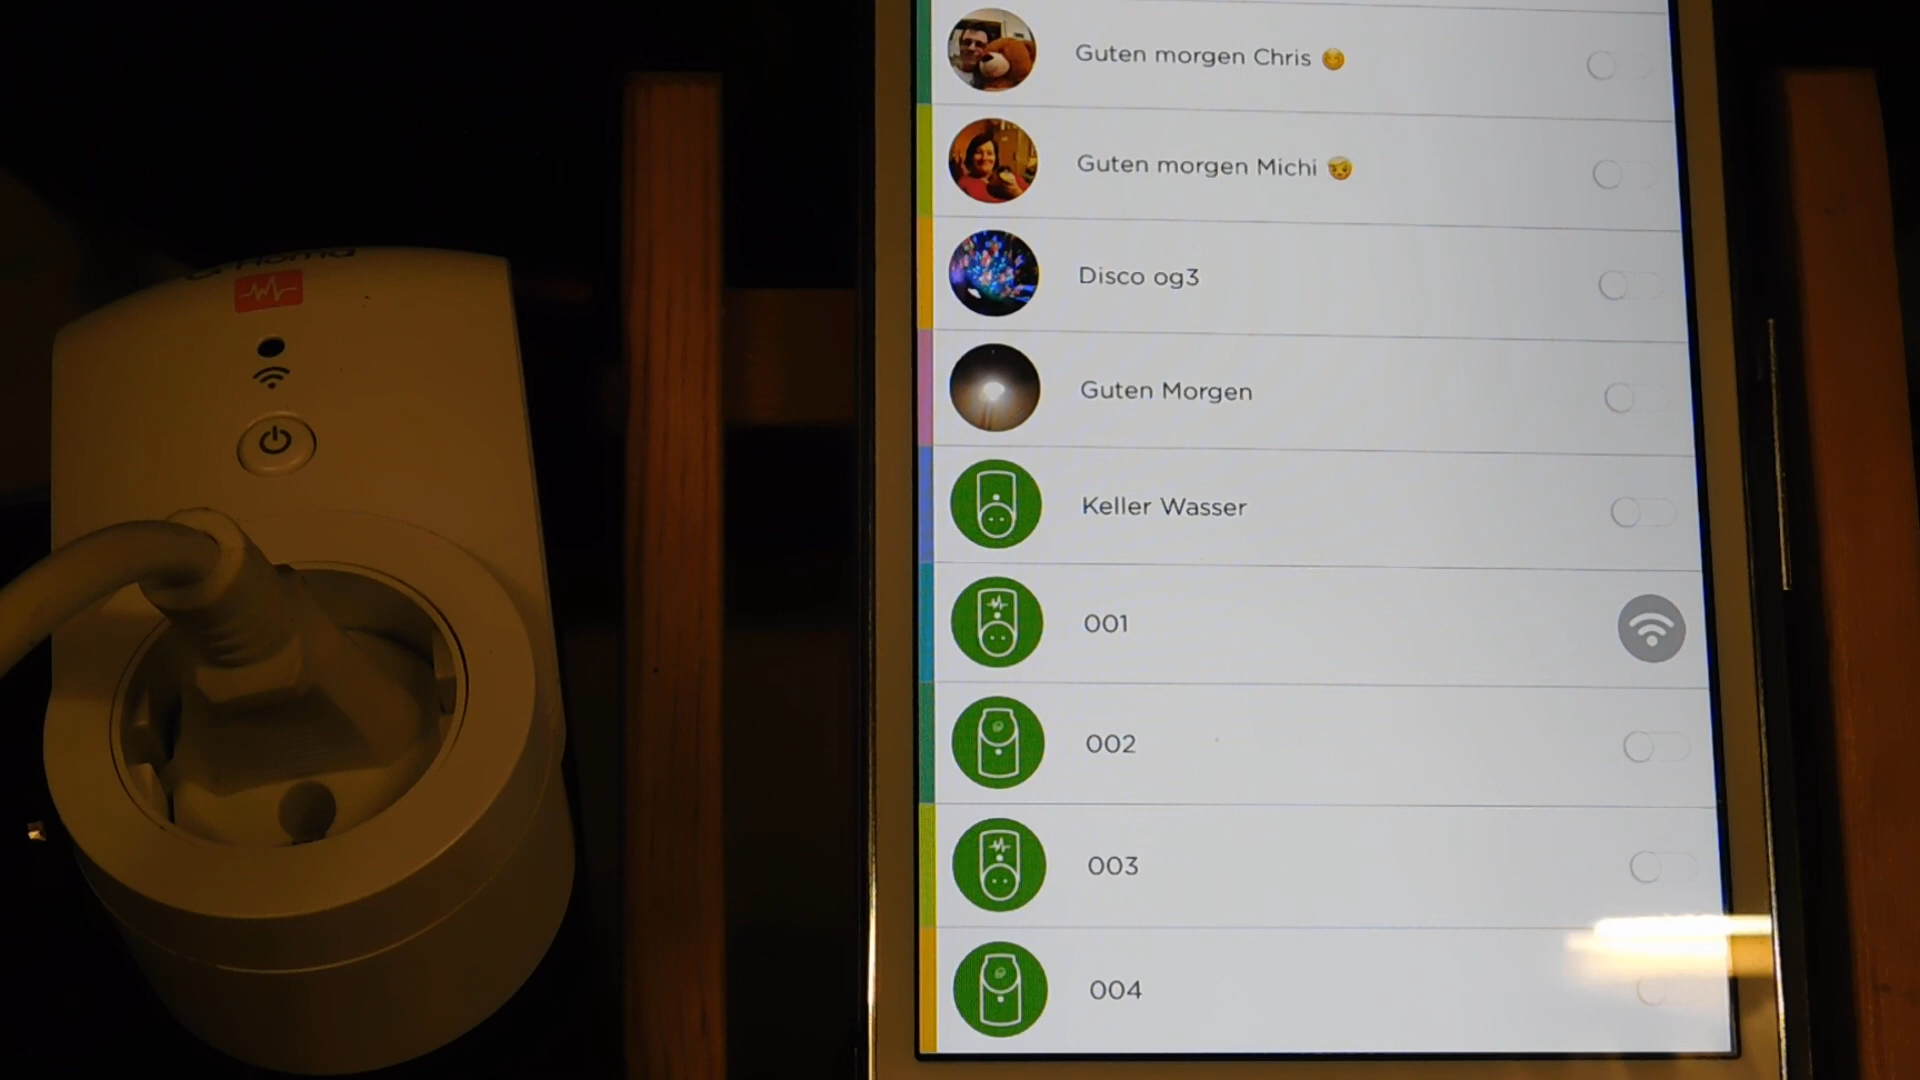 Guten morgen Chris 😊
Guten morgen Michi
Disco og3
Guten Morgen
Keller Wasser
001
002
003
004